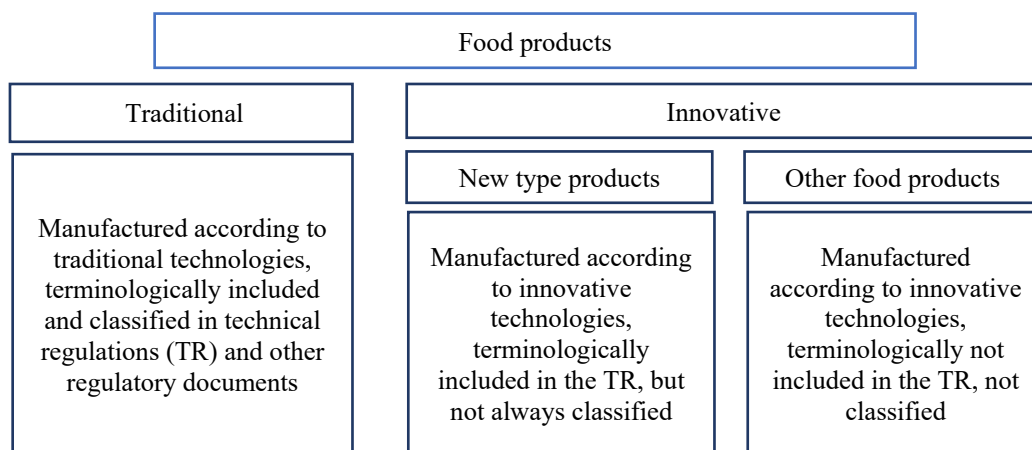 Food products
Traditional
Innovative
New type products
Other food products
Manufactured according to
traditional technologies,
terminologically included
and classified in technical
regulations (TR) and other
regulatory documents
Manufactured according
to innovative
technologies,
terminologically
included in the TR, but
not always classified
Manufactured
according to innovative
technologies,
terminologically not
included in the TR, not
classified